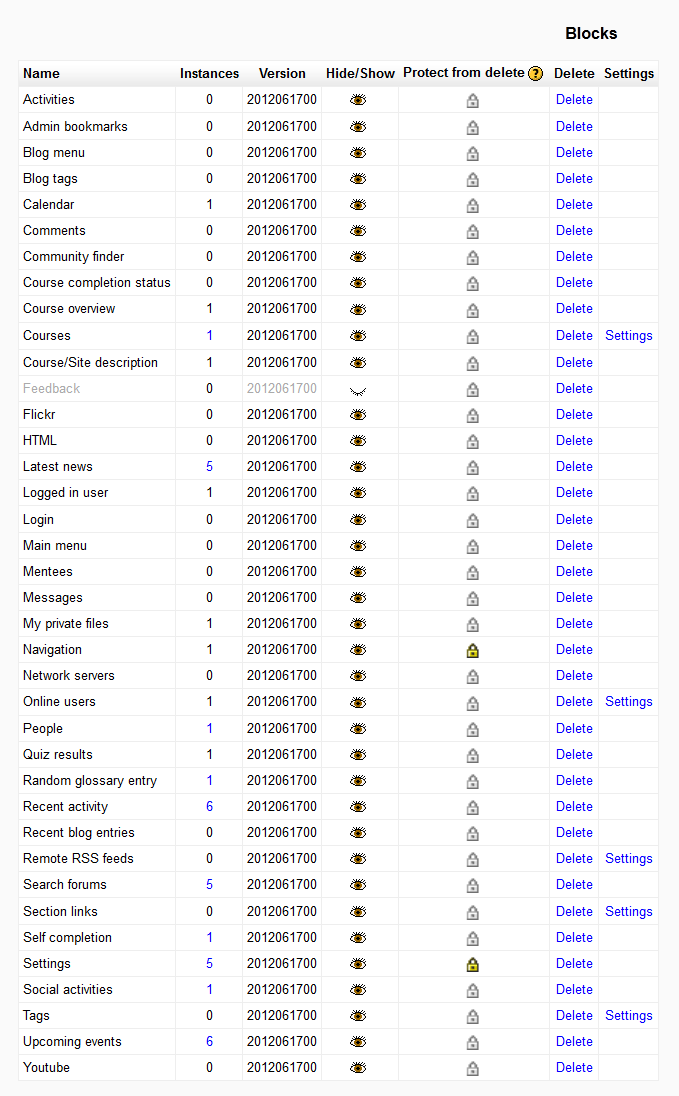 Blocks
Name Instances Version Hide/Show Protect from delete ? Delete Settings
Activities 0 2012061700 Delete
Admin bookmarks 0 2012061700 Delete
Blog menu 0 2012061700 Delete
Blog tags 0 2012061700 Delete
Calendar 1 2012061700 Delete
Comments 0 2012061700 Delete
Community finder 0 2012061700 Delete
Course completion status 0 2012061700 Delete
Course overview 1 2012061700 Delete
Courses 1 2012061700 Delete Settings
Course/Site description 1 2012061700 Delete
Feedback 0 2012061700 Delete
Flickr 0 2012061700 Delete
HTML 0 2012061700 Delete
Latest news 5 2012061700 Delete
Logged in user 1 2012061700 Delete
Login 0 2012061700 Delete
Main menu 0 2012061700 Delete
Mentees 0 2012061700 Delete
Messages 0 2012061700 Delete
My private files 1 2012061700 Delete
Navigation 1 2012061700 Delete
Network servers 0 2012061700 Delete
Online users 1 2012061700 Delete Settings
People 1 2012061700 Delete
Quiz results 1 2012061700 Delete
Random glossary entry 1 2012061700 Delete
Recent activity 6 2012061700 Delete
Recent blog entries 0 2012061700 Delete
Remote RSS feeds 0 2012061700 Delete Settings
Search forums 5 2012061700 Delete
Section links 0 2012061700 Delete Settings
Self completion 1 2012061700 Delete
Settings 5 2012061700 Delete
Social activities 1 2012061700 Delete
Tags 0 2012061700 Delete Settings
Upcoming events 6 2012061700 Delete
Youtube 0 2012061700 Delete